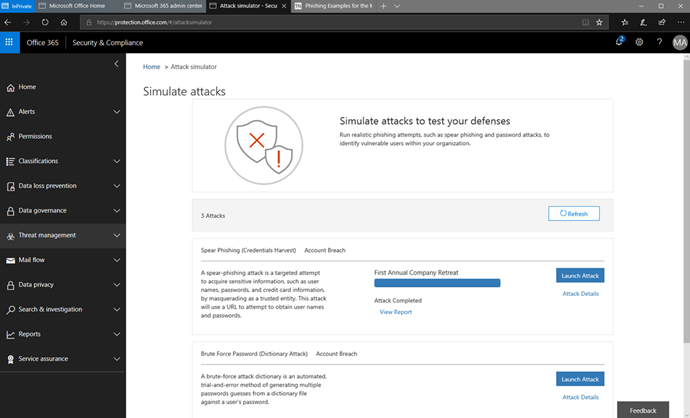 InPrivate
Microsoft Office Home
Microsoft 365 admin center
Attack simulator - Secu
Phishing Examples for the M
https://protection.office.com/#/attacksimulator
Office 365
Security & Compliance
2
MA
Home
Alerts
Permissions
Classifications
Data loss prevention
Data governance
Threat management
Mail flow
Data privacy
Search & investigation
Reports
Service assurance
Home > Attack simulator
Simulate attacks
Simulate attacks to test your defenses
Run realistic phishing attempts, such as spear phishing and password attacks, to
identify vulnerable users within your organization.
3 Attacks
Refresh
Spear Phishing (Credentials Harvest) Account Breach
A spear-phishing attack is a targeted attempt
to acquire sensitive information, such as user
names, passwords, and credit card information,
by masquerading as a trusted entity. This attack
will use a URL to attempt to obtain user names
and passwords.
First Annual Company Retreat
Attack Completed
View Report
Launch Attack
Attack Details
Brute Force Password (Dictionary Attack) Account Breach
A brute-force attack dictionary is an automated,
trial-and-error method of generating multiple
passwords guesses from a dictionary file
against a user's password.
Launch Attack
Attack Details
Feedback